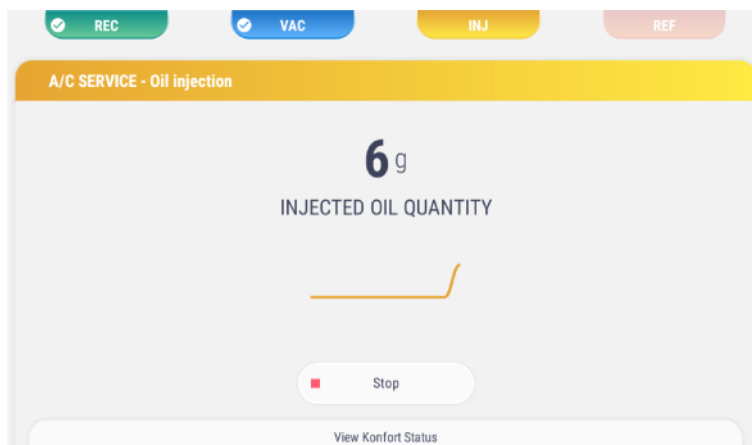 REC VAC INJ REF
A/C SERVICE - Oil injection
6 g
INJECTED OIL QUANTITY
Stop
View Konfort Status